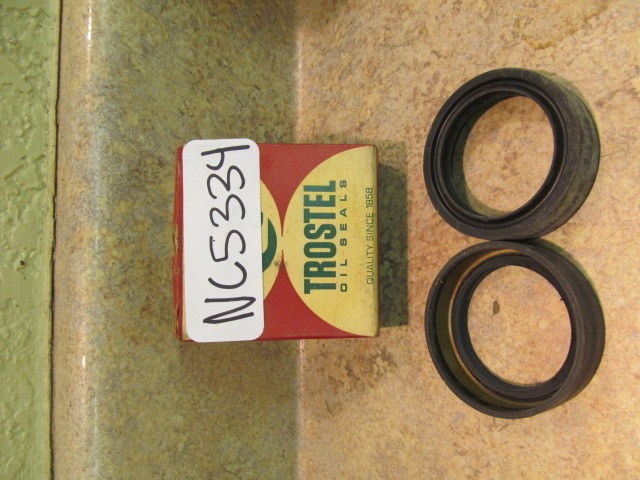 NC5334
TROSTEL
OIL SEALS
QUALITY SINCE 1858